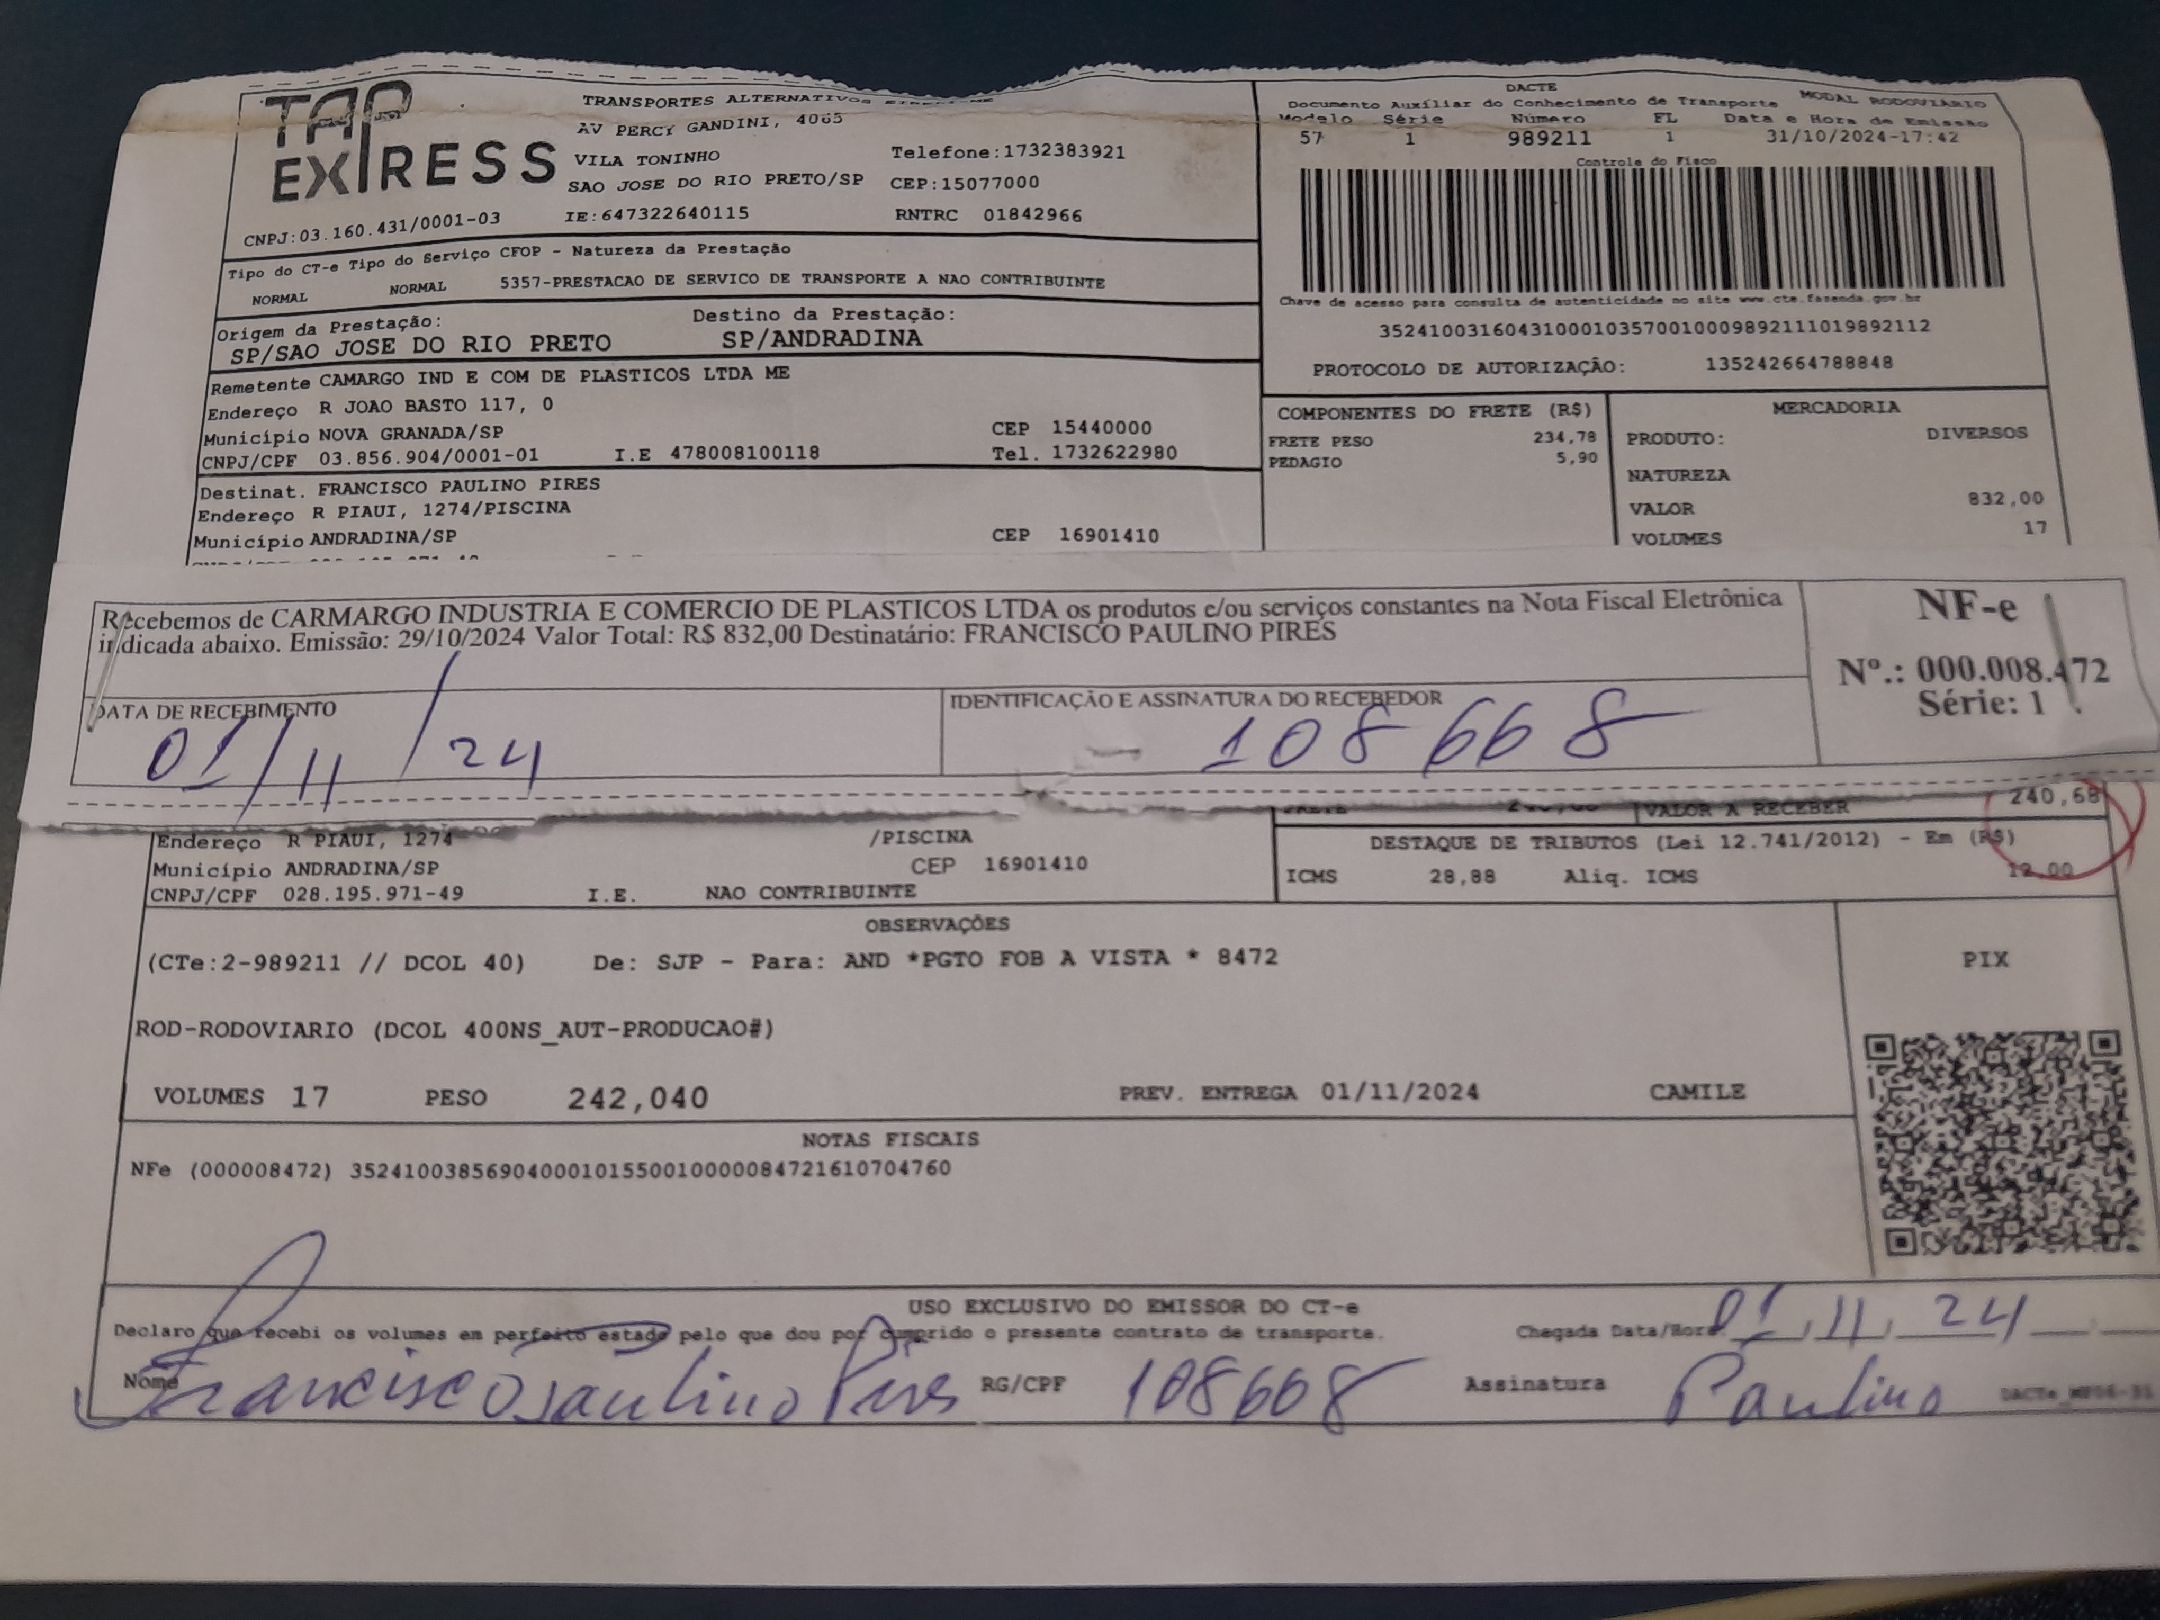 TAP EXPRESS
TRANSPORTES ALTERNATIVOS
AV PERCY GANDINI, 4065
VILA TONINHO Telefone:1732383921
SAO JOSE DO RIO PRETO/SP CEP:15077000
CNPJ:03.160.431/0001-03 IE:647322640115 RNTRC 01842966
Tipo do CT-e Tipo do Serviço CFOP - Natureza da Prestação
NORMAL NORMAL 5357-PRESTACAO DE SERVICO DE TRANSPORTE A NAO CONTRIBUINTE
Origem da Prestação: Destino da Prestação:
SP/SAO JOSE DO RIO PRETO SP/ANDRADINA
Remetente CAMARGO IND E COM DE PLASTICOS LTDA ME
Endereço R JOAO BASTO 117, 0
Município NOVA GRANADA/SP CEP 15440000
CNPJ/CPF 03.856.904/0001-01 I.E 478008100118 Tel. 1732622980
Destinat. FRANCISCO PAULINO PIRES
Endereço R PIAUI, 1274/PISCINA
Município ANDRADINA/SP CEP 16901410
DACTE
Documento Auxíliar do Conhecimento de Transporte MODAL RODOVIARIO
Modelo Série Número FL Data e Hora de Emissão
57 1 989211 1 31/10/2024-17:42
Controle do Fisco
Chave de acesso para consulta de autenticidade no site www.cte.fazenda.gov.br
35241003160431000103570010009892111019892112
PROTOCOLO DE AUTORIZAÇÃO: 135242664788848
COMPONENTES DO FRETE (R$)
FRETE PESO 234,78
PEDAGIO 5,90
MERCADORIA
PRODUTO: DIVERSOS
NATUREZA
VALOR 832,00
VOLUMES 17
Recebemos de CARMARGO INDUSTRIA E COMERCIO DE PLASTICOS LTDA os produtos e/ou serviços constantes na Nota Fiscal Eletrônica
indicada abaixo. Emissão: 29/10/2024 Valor Total: R$ 832,00 Destinatário: FRANCISCO PAULINO PIRES
DATA DE RECEBIMENTO
01/11/24
IDENTIFICAÇÃO E ASSINATURA DO RECEBEDOR
108668
NF-e
Nº.: 000.008.472
Série: 1
VALOR A RECEBER 240,68
Endereço R PIAUI, 1274 /PISCINA
Município ANDRADINA/SP CEP 16901410
CNPJ/CPF 028.195.971-49 I.E. NAO CONTRIBUINTE
DESTAQUE DE TRIBUTOS (Lei 12.741/2012) - Em (R$)
ICMS 28,88 Aliq. ICMS 12,00
OBSERVAÇÕES
(CTe:2-989211 // DCOL 40) De: SJP - Para: AND *PGTO FOB A VISTA * 8472
ROD-RODOVIARIO (DCOL 400NS_AUT-PRODUCAO#)
VOLUMES 17 PESO 242,040 PREV. ENTREGA 01/11/2024 CAMILE
PIX
NOTAS FISCAIS
NFe (000008472) 35241003856904000101550010000084721610704760
USO EXCLUSIVO DO EMISSOR DO CT-e
Declaro que recebi os volumes em perfeito estado pelo que dou por cumprido o presente contrato de transporte. Chegada Data/Hora 01, 11, 24
Nome Francisco Paulino Pires RG/CPF 108668 Assinatura Paulino